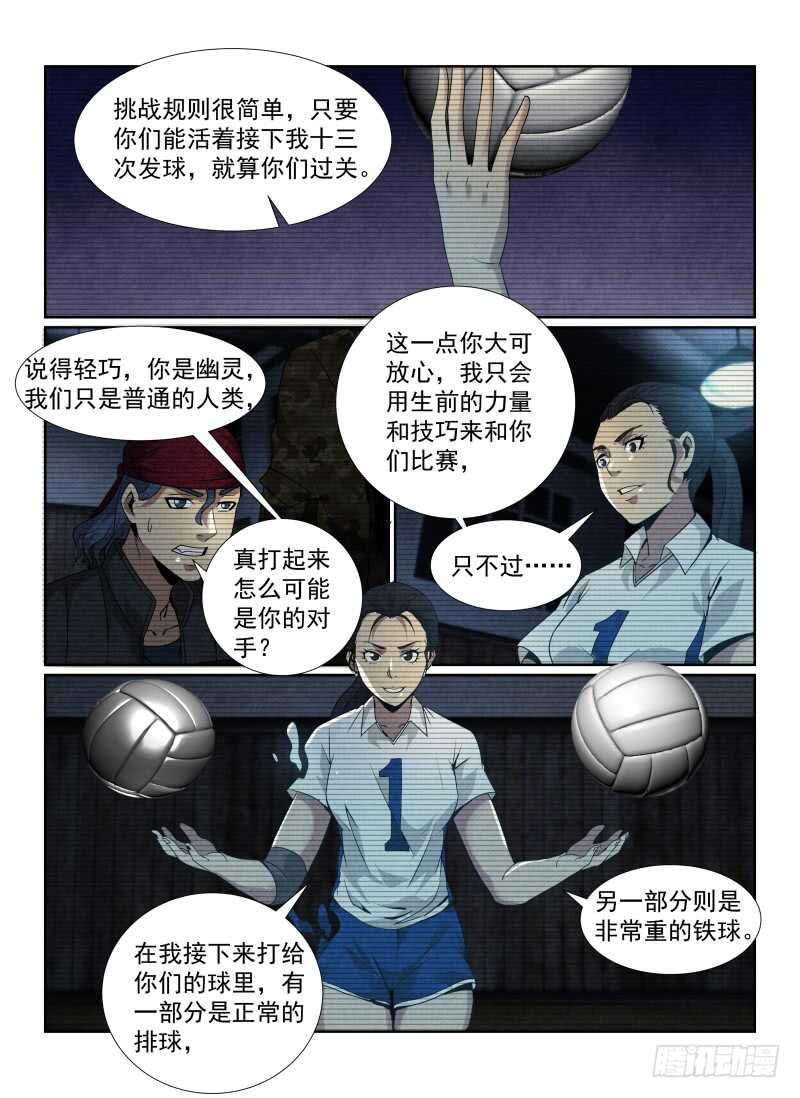 挑战规则很简单，只要
你们能活着接下我十三
次发球，就算你们过关。
说得轻巧，你是幽灵，
我们只是普通的人类，
真打起来
怎么可能
是你的对
手？
这一点你大可
放心，我只会
用生前的力量
和技巧来和你
们比赛，
只不过……
1
1
在我接下来打给
你们的球里，有
一部分是正常的
排球，
另一部分则是
非常重的铁球。
腾讯动漫